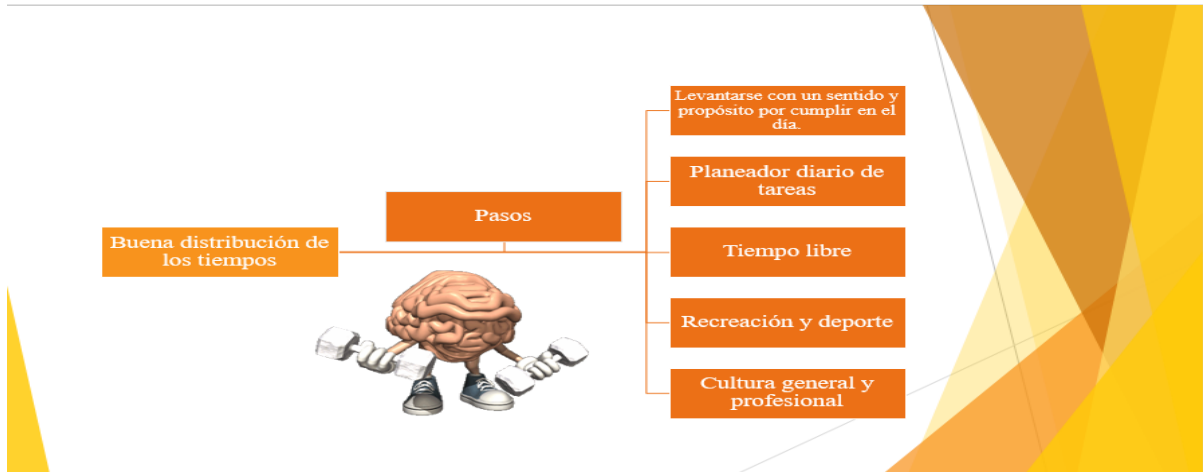 Buena distribución de
los tiempos
Pasos
Levantarse con un sentido y
propósito por cumplir en el
día.
Planeador diario de
tareas
Tiempo libre
Recreación y deporte
Cultura general y
profesional